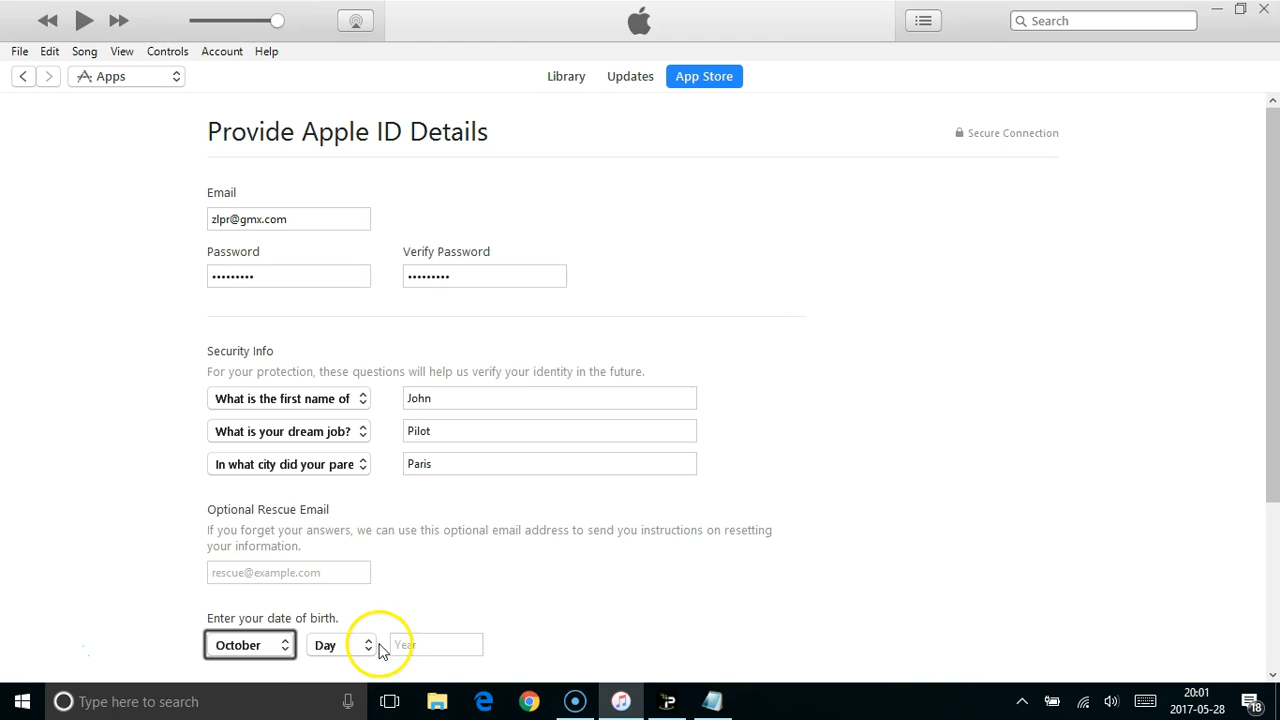 Search
File Edit Song View Controls Account Help
Apps Library Updates App Store
Provide Apple ID Details
Secure Connection
Email
zlpr@gmx.com
Password Verify Password
••••••••• •••••••••
Security Info
For your protection, these questions will help us verify your identity in the future.
What is the first name of John
What is your dream job? Pilot
In what city did your pare Paris
Optional Rescue Email
If you forget your answers, we can use this optional email address to send you instructions on resetting
your information.
rescue@example.com
Enter your date of birth.
October Day Year
Type here to search
20:01
2017-05-28
18